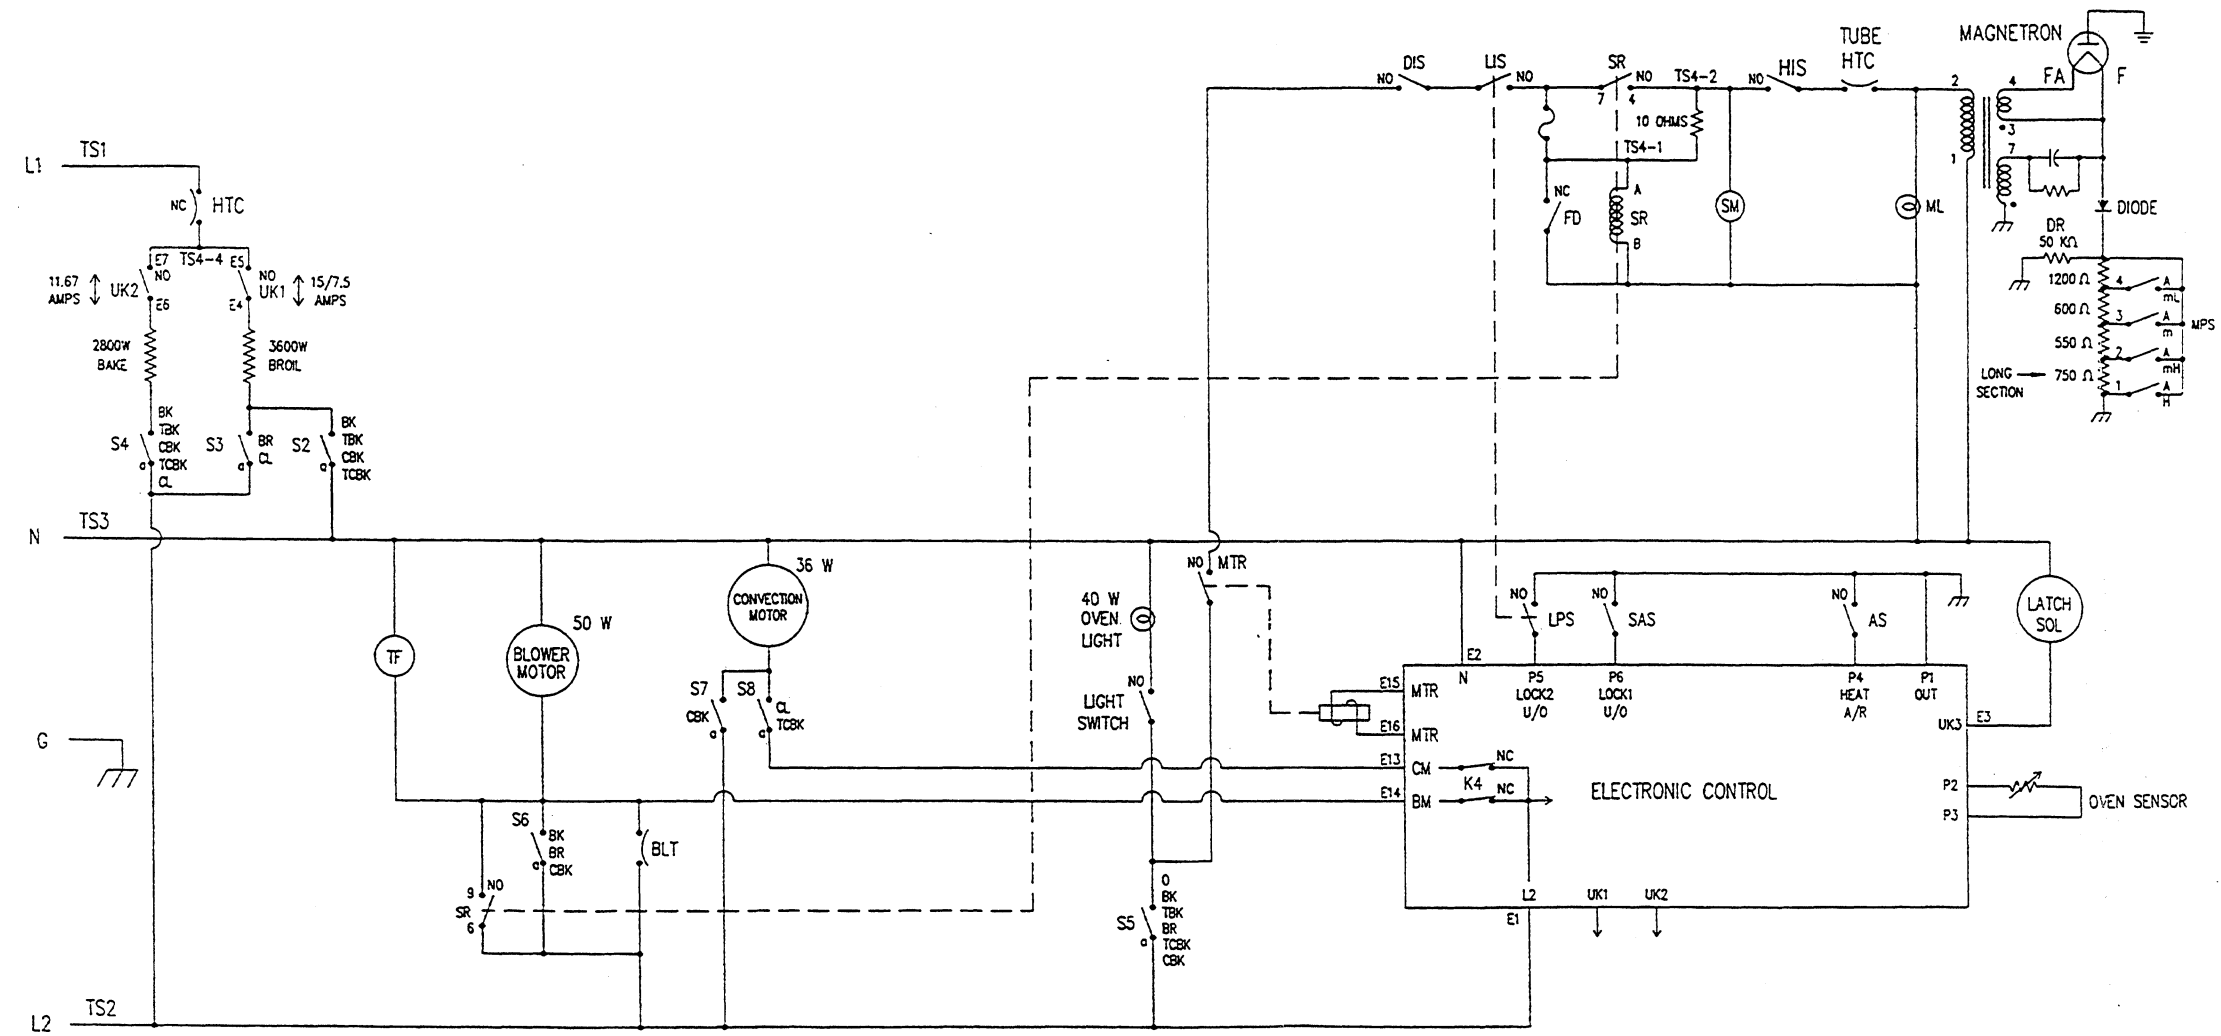 MAGNETRON
TUBE
HTC
DIS
LIS
SR
HIS
FA
F
NO
NO
NO
NO
TS4-2
7
4
2
4
10 OHMS
3
1
7
TS4-1
TS1
L1
NC
HTC
NC
A
FD
SR
B
SM
ML
DIODE
DR
50 KΩ
E7
TS4-4
E5
NO
NO
11.67
AMPS
UK2
UK1
15/7.5
AMPS
E6
E4
1200 Ω
4
A
mL
600 Ω
3
A
m
MPS
550 Ω
2
A
mH
LONG
SECTION
750 Ω
1
A
H
2800W
BAKE
3600W
BROIL
S4
BK
TBK
CBK
TCBK
CL
a
S3
BR
CL
a
S2
BK
TBK
CBK
TCBK
a
N
TS3
36 W
CONVECTION
MOTOR
50 W
BLOWER
MOTOR
TF
NO
MTR
40 W
OVEN
LIGHT
NO
LPS
NO
SAS
NO
AS
LATCH
SOL
S7
CBK
a
S8
CL
TCBK
a
NO
LIGHT
SWITCH
E2
N
P5
LOCK2
U/O
P6
LOCK1
U/O
P4
HEAT
A/R
P1
OUT
E15
MTR
E16
MTR
UK3
E3
G
E13
CM
NC
K4
E14
BM
NC
ELECTRONIC CONTROL
P2
P3
OVEN SENSOR
S6
BK
BR
CBK
a
BLT
9
NO
SR
6
S5
O
BK
TBK
BR
TCBK
CBK
a
L2
E1
UK1
UK2
L2
TS2